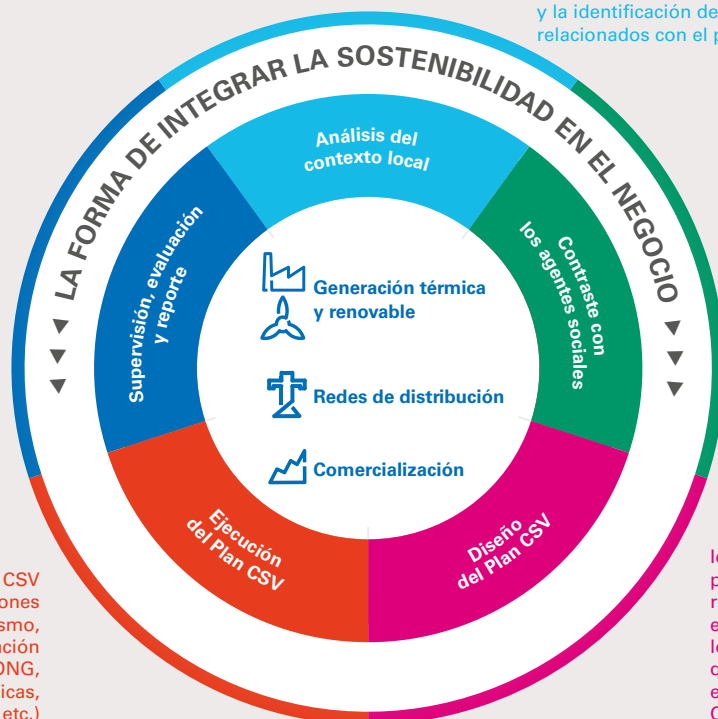 y la identificación de
relacionados con el p
LA FORMA DE INTEGRAR LA SOSTENIBILIDAD EN EL NEGOCIO
Análisis del
contexto local
Contraste con
los agentes sociales
Diseño
del Plan CSV
Ejecución
del Plan CSV
Supervisión, evaluación
y reporte
Generación térmica
y renovable
Redes de distribución
Comercialización
CSV
ones
smo,
ación
ONG,
icas,
etc.)